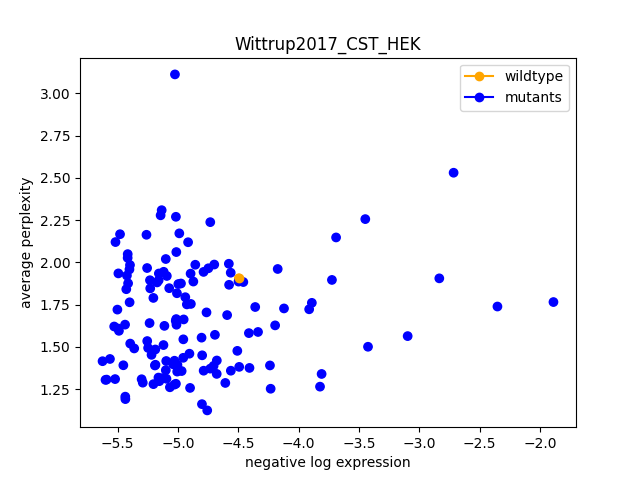 Wittrup2017_CST_HEK
wildtype
mutants
average perplexity
3.00
2.75
2.50
2.25
2.00
1.75
1.50
1.25
−5.5 −5.0 −4.5 −4.0 −3.5 −3.0 −2.5 −2.0
negative log expression